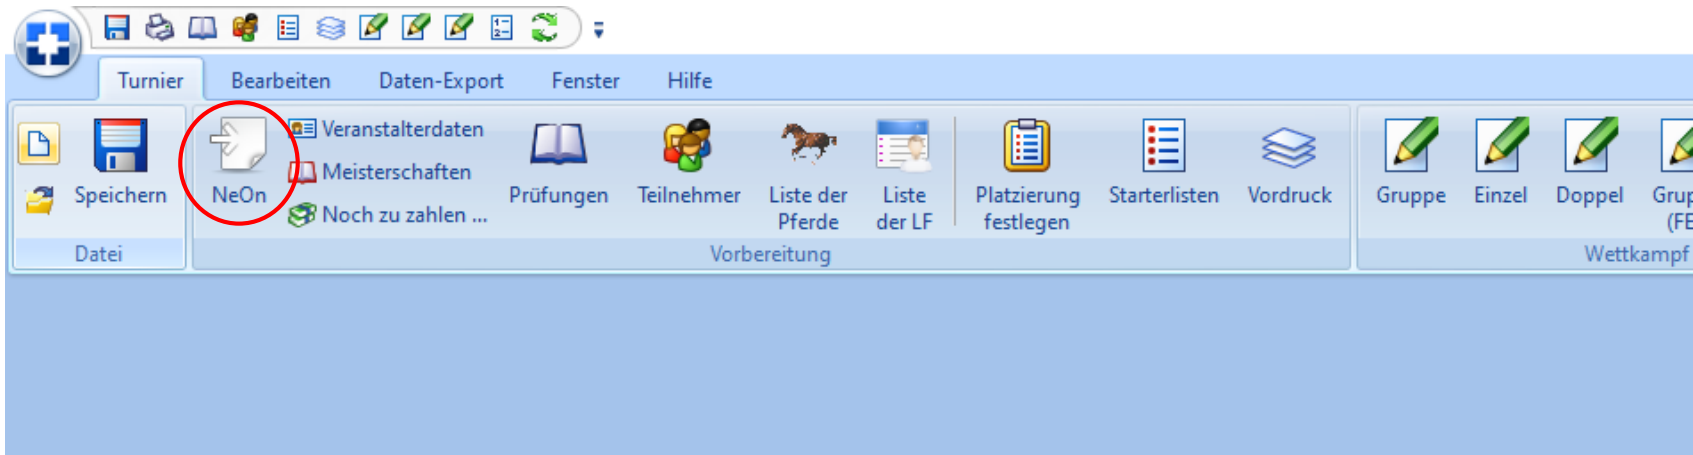 Turnier Bearbeiten Daten-Export Fenster Hilfe
Speichern
Datei
NeOn
Veranstalterdaten
Meisterschaften
Noch zu zahlen ...
Prüfungen
Teilnehmer
Liste der
Pferde
Liste
der LF
Platzierung
festlegen
Starterlisten
Vordruck
Vorbereitung
Gruppe
Einzel
Doppel
Wettkampf